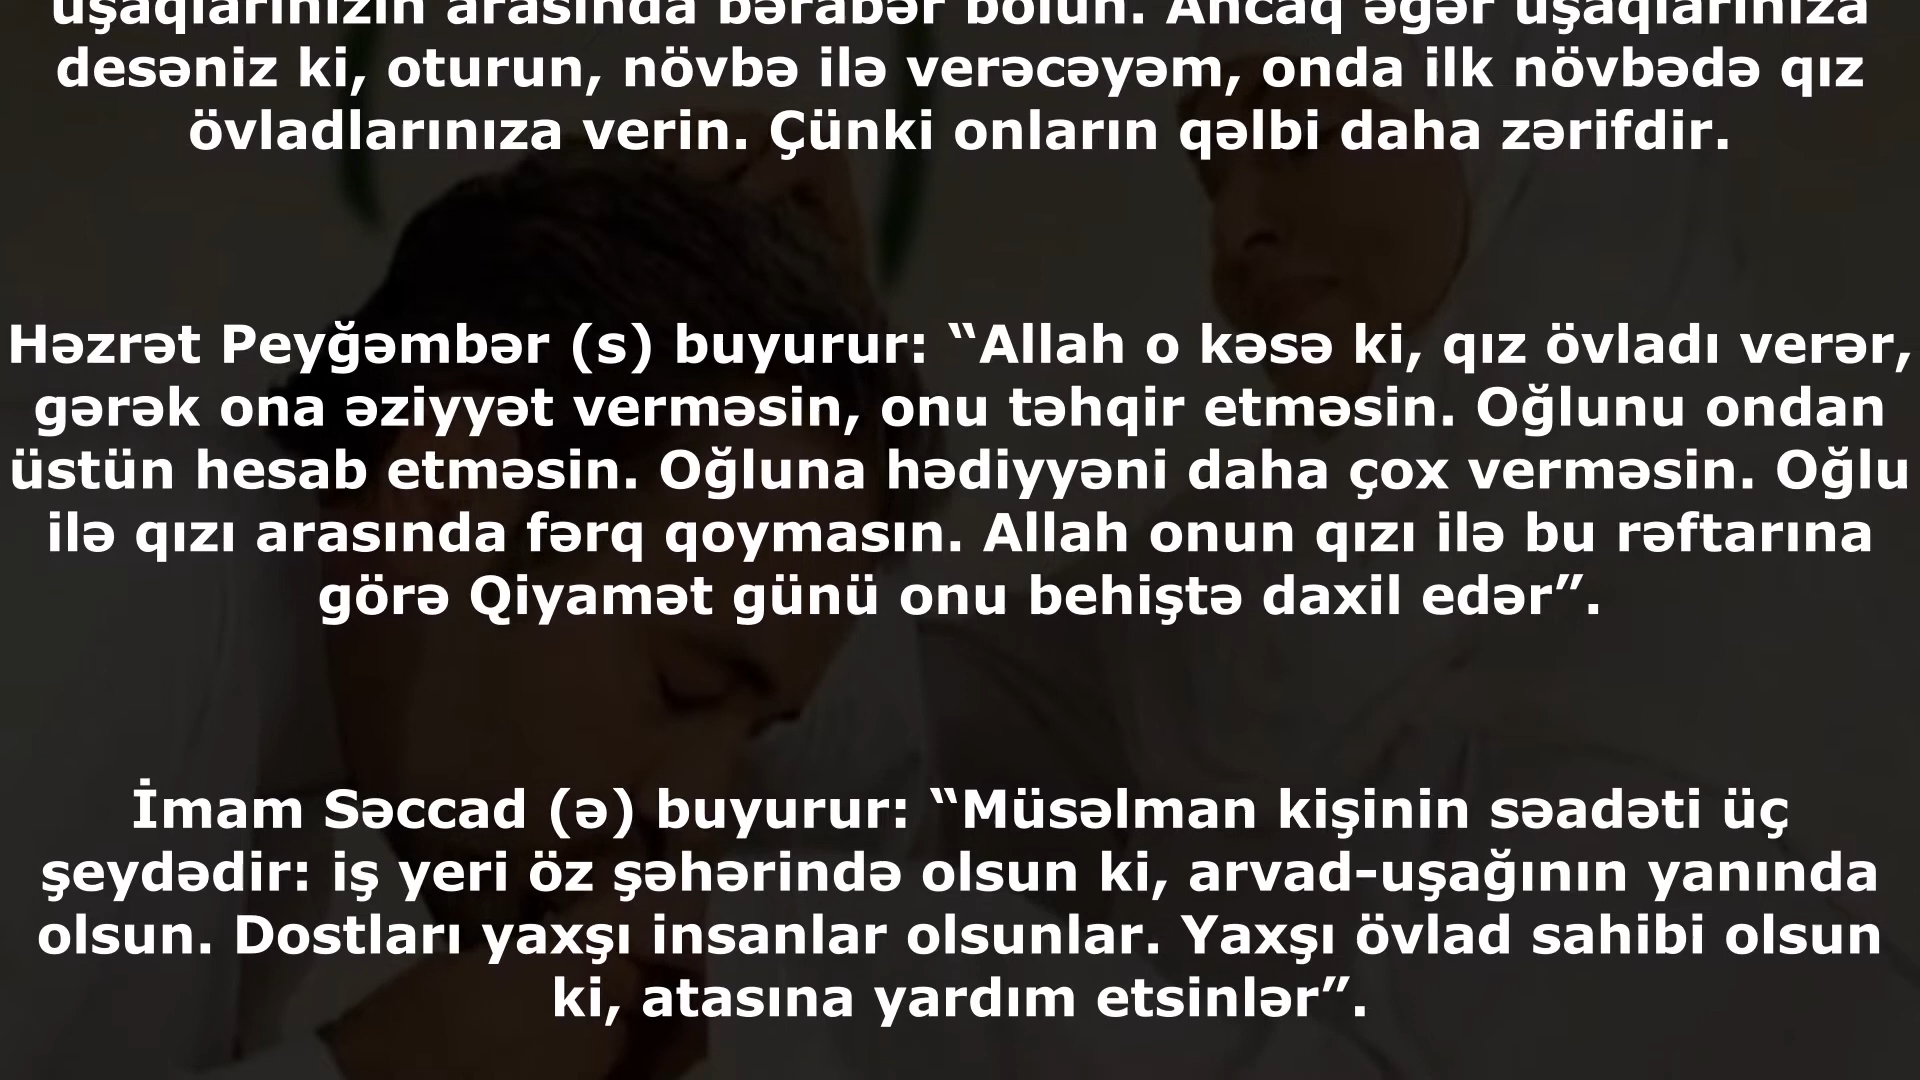 uşaqlarınızın arasında bərabər bölün. Ancaq əgər uşaqlarınıza
desəniz ki, oturun, növbə ilə verəcəyəm, onda ilk növbədə qız
övladlarınıza verin. Çünki onların qəlbi daha zərifdir.
Həzrət Peyğəmbər (s) buyurur: “Allah o kəsə ki, qız övladı verər,
gərək ona əziyyət verməsin, onu təhqir etməsin. Oğlunu ondan
üstün hesab etməsin. Oğluna hədiyyəni daha çox verməsin. Oğlu
ilə qızı arasında fərq qoymasın. Allah onun qızı ilə bu rəftarına
görə Qiyamət günü onu behiştə daxil edər”.
İmam Səccad (ə) buyurur: “Müsəlman kişinin səadəti üç
şeydədir: iş yeri öz şəhərində olsun ki, arvad-uşağının yanında
olsun. Dostları yaxşı insanlar olsunlar. Yaxşı övlad sahibi olsun
ki, atasına yardım etsinlər”.